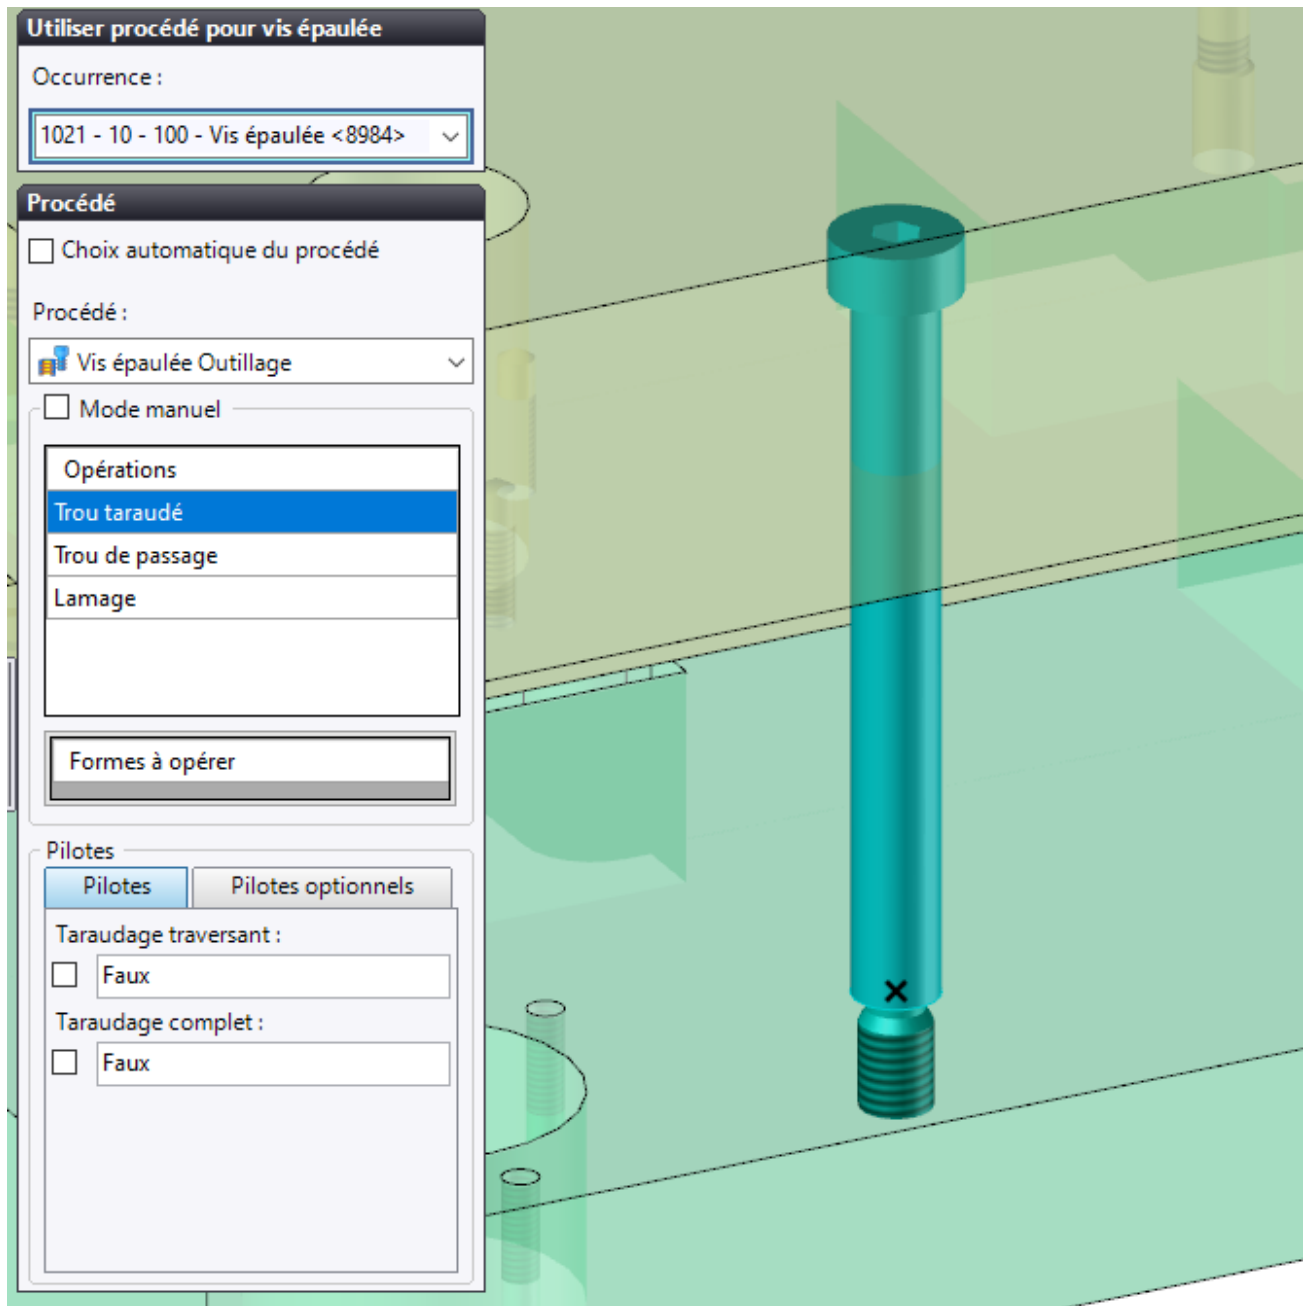 Utiliser procédé pour vis épaulée
Occurrence :
1021 - 10 - 100 - Vis épaulée <8984>
Procédé
Choix automatique du procédé
Procédé :
Vis épaulée Outillage
Mode manuel
Opérations
Trou taraudé
Trou de passage
Lamage
Formes à opérer
Pilotes
Pilotes Pilotes optionnels
Taraudage traversant :
Faux
Taraudage complet :
Faux